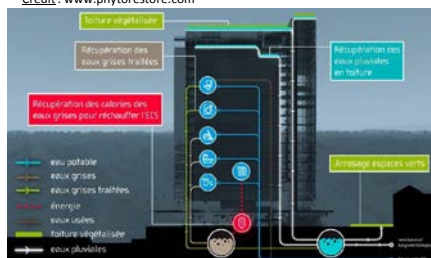 Crédit : www.phytorestore.com
Toiture végétalisée
Récupération des
eaux grises traitées
Récupération des
eaux pluviales
en toiture
Récupération des calories des
eaux grises pour réchauffer l'ECS
Arrosage espaces verts
eau potable
eaux grises
eaux grises traitées
énergie
eaux usées
toiture végétalisée
eaux pluviales